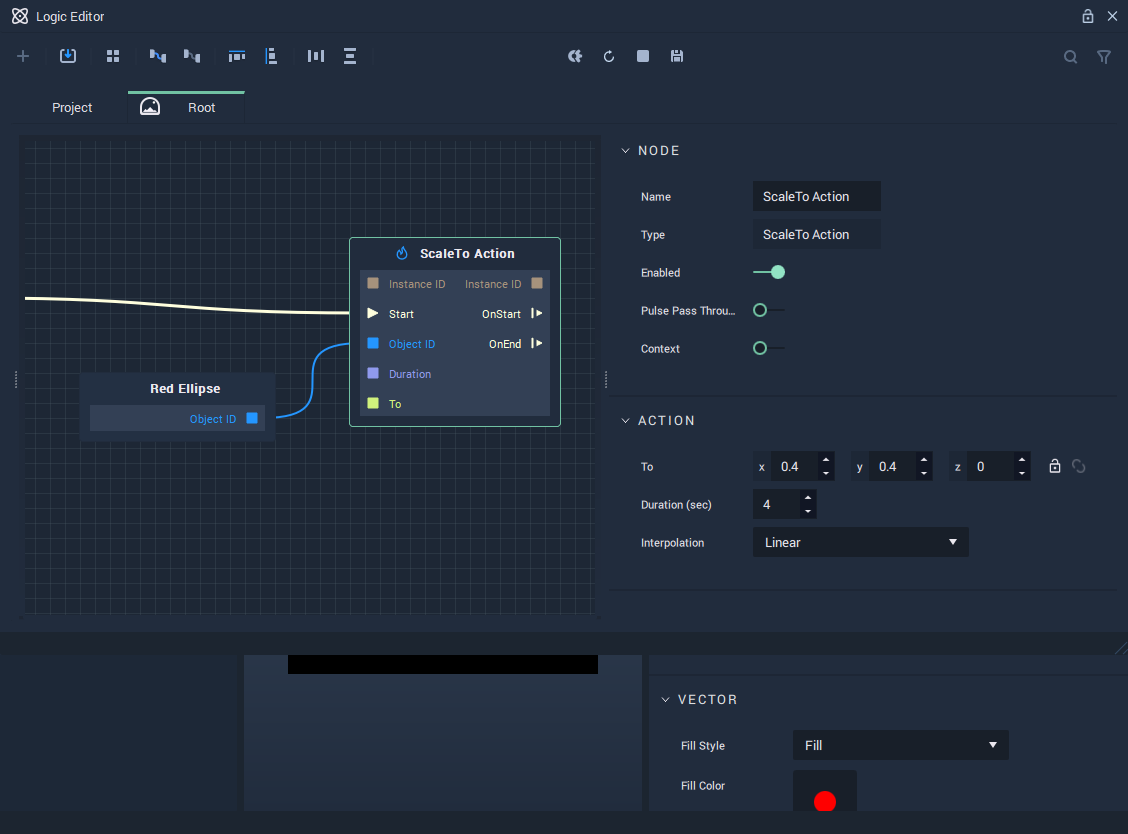 Logic Editor
Project
Root
ScaleTo Action
Instance ID Instance ID
Start OnStart
Object ID OnEnd
Duration
To
Red Ellipse
Object ID
NODE
Name ScaleTo Action
Type ScaleTo Action
Enabled
Pulse Pass Throu...
Context
ACTION
To x 0.4 y 0.4 z 0
Duration (sec) 4
Interpolation Linear
VECTOR
Fill Style Fill
Fill Color